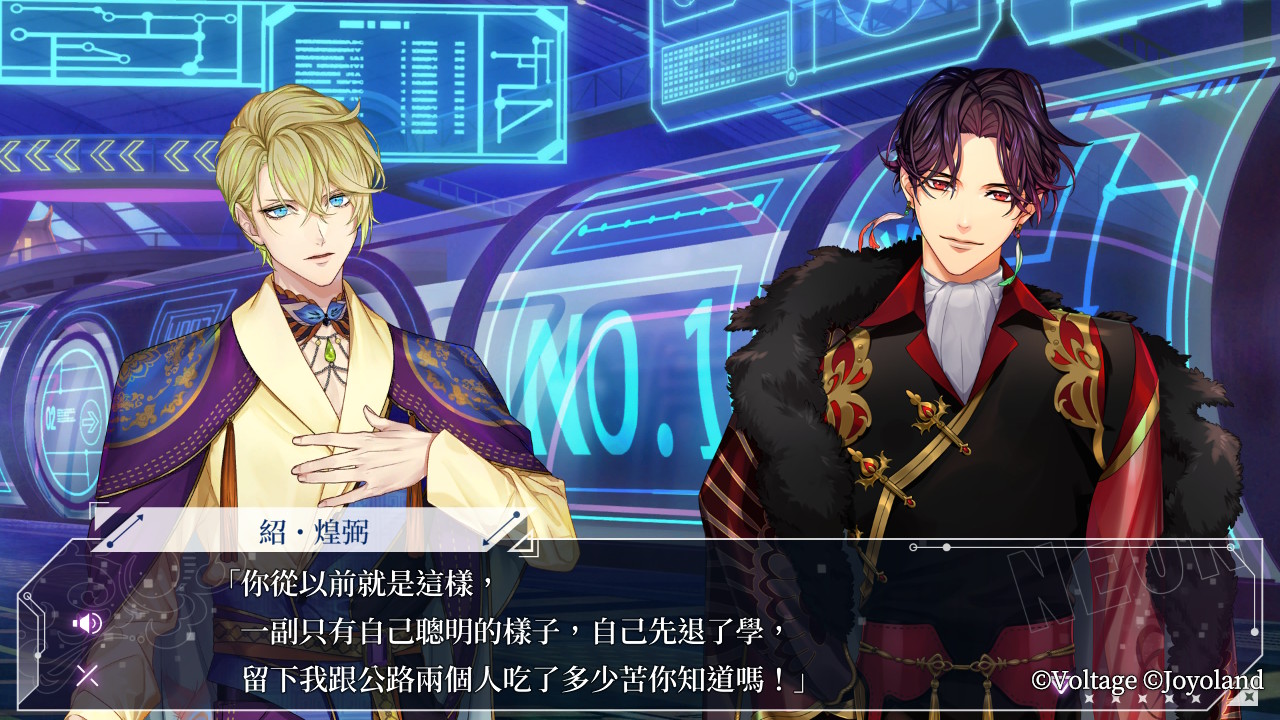 NO.1
02
紹・煌弼
「你從以前就是這樣，
一副只有自己聰明的樣子，自己先退了學，
留下我跟公路兩個人吃了多少苦你知道嗎！」
NEON
©Voltage ©Joyoland